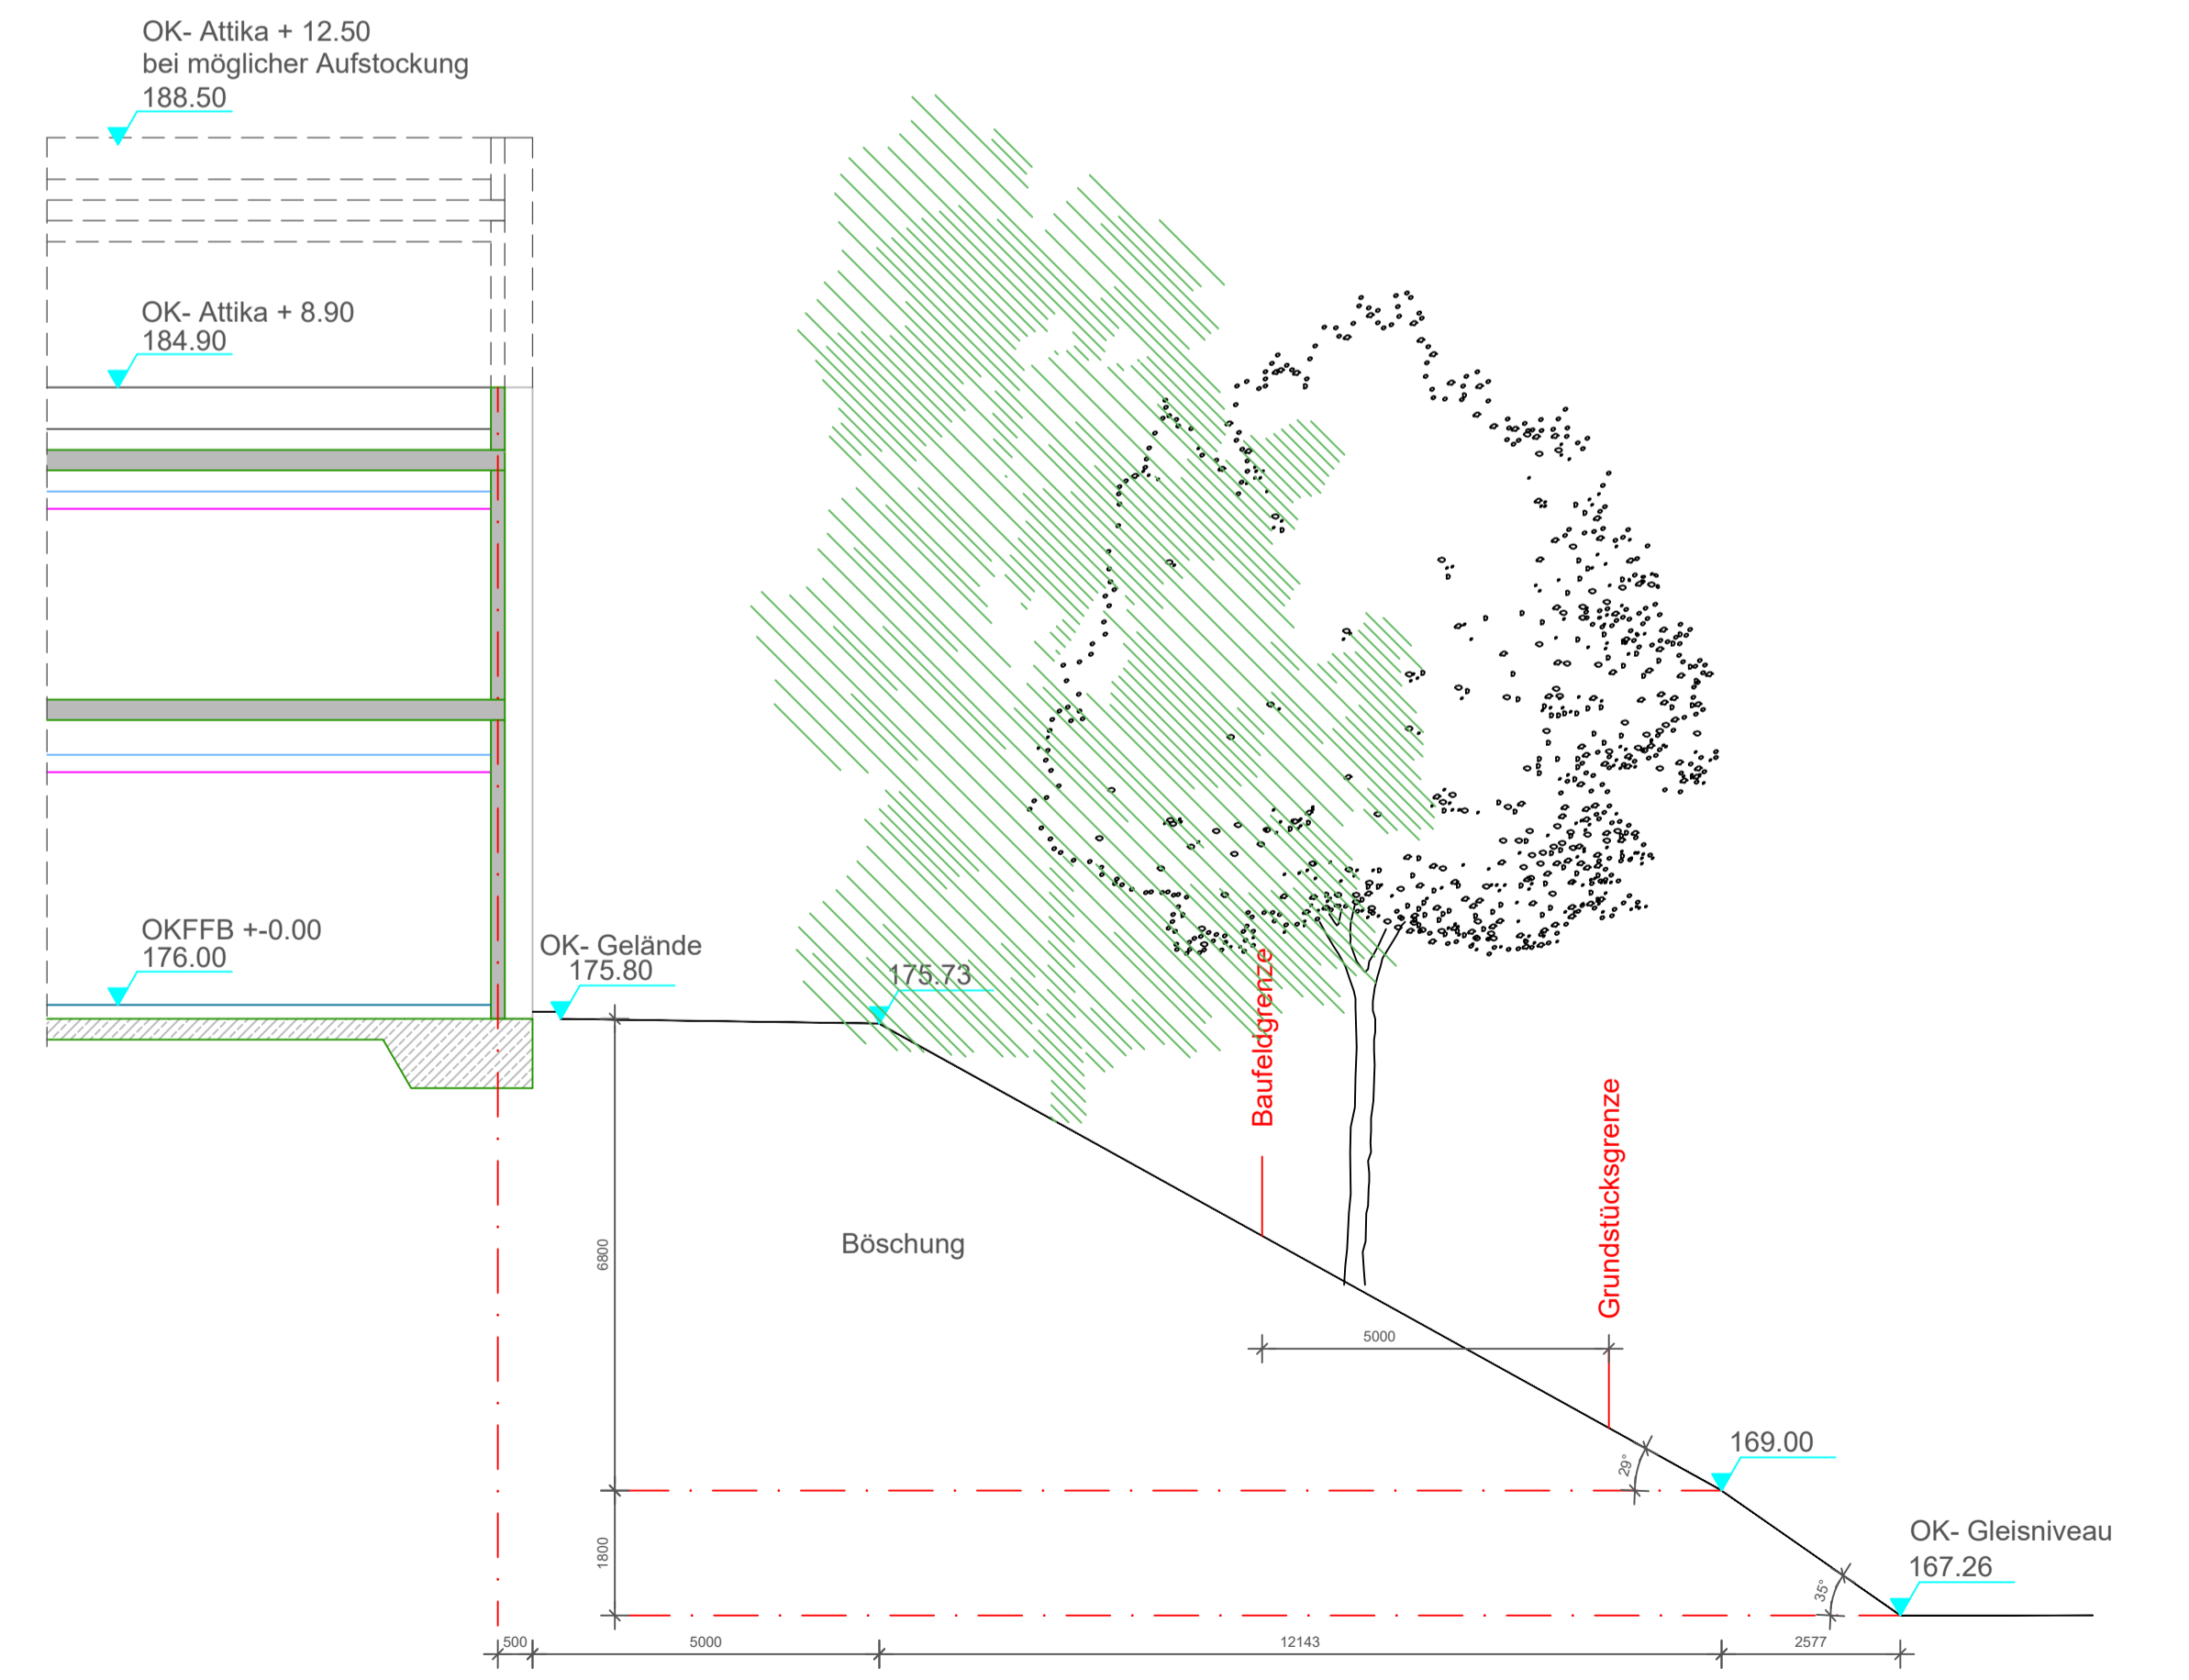 OK- Attika + 12.50
bei möglicher Aufstockung
188.50
OK- Attika + 8.90
184.90
OKFFB +-0.00
176.00
OK- Gelände
175.80
175.73
Baufeldgrenze
Grundstücksgrenze
Böschung
6800
5000
169.00
29°
1800
OK- Gleisniveau
167.26
35°
500
5000
12143
2577